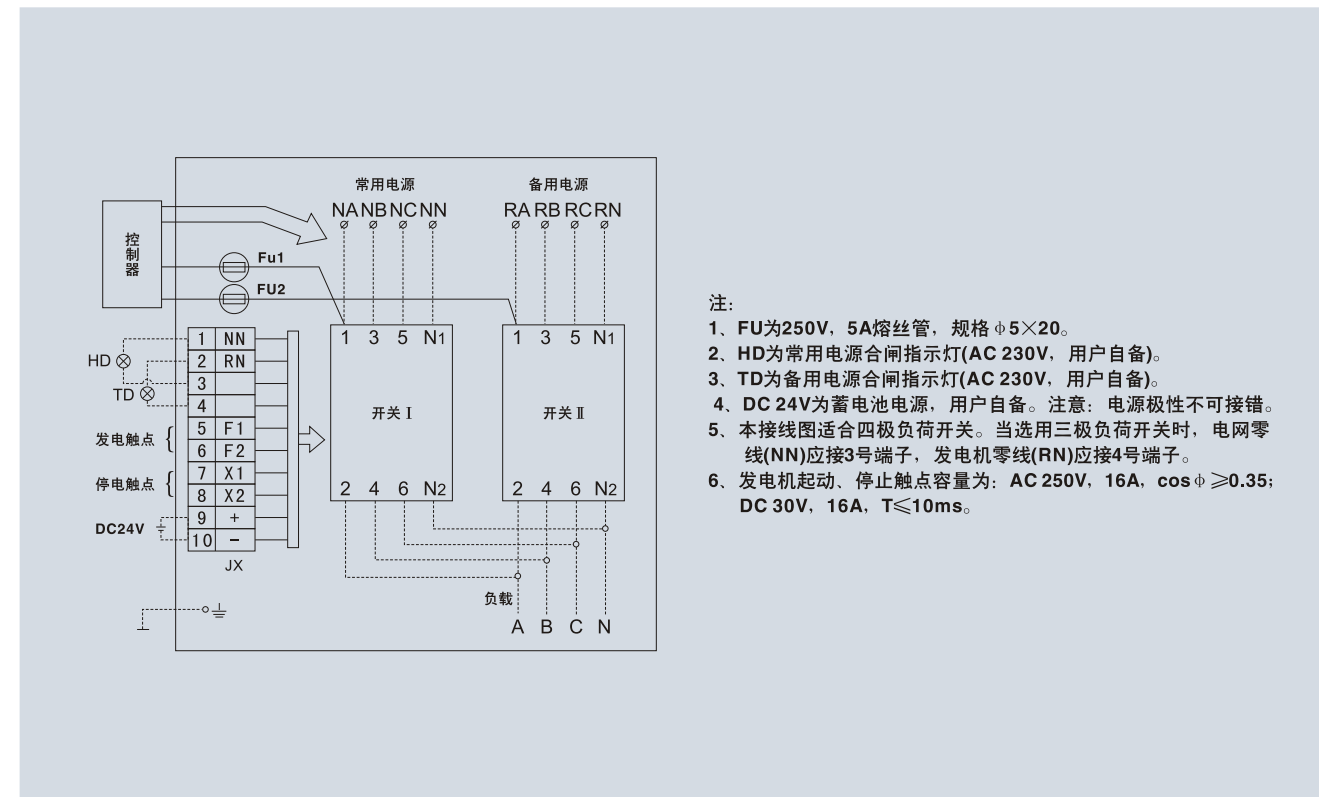 常用电源
备用电源
NA NB NC NN
RA RB RC RN
控制器
Fu1
FU2
1 3 5 N1
1 3 5 N1
1 NN
HD
2 RN
3
TD
4
开关Ⅰ
开关Ⅱ
5 F1
发电触点 {
6 F2
7 X1
停电触点 {
8 X2
2 4 6 N2
2 4 6 N2
9 +
DC24V
10 −
JX
负载
A B C N
注:
1、FU为250V，5A熔丝管，规格φ5×20。
2、HD为常用电源合闸指示灯(AC 230V，用户自备)。
3、TD为备用电源合闸指示灯(AC 230V，用户自备)。
4、DC 24V为蓄电池电源，用户自备。注意：电源极性不可接错。
5、本接线图适合四极负荷开关。当选用三极负荷开关时，电网零
线(NN)应接3号端子，发电机零线(RN)应接4号端子。
6、发电机起动、停止触点容量为：AC 250V，16A，cosφ≥0.35；
DC 30V，16A，T≤10ms。